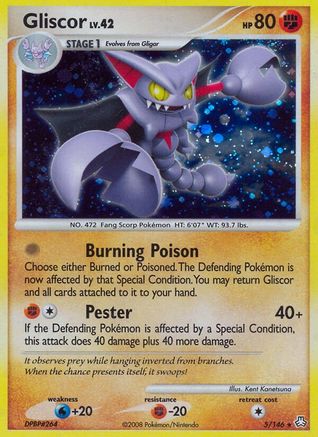 Gliscor LV.42 HP 80
STAGE 1 Evolves from Gligar
NO. 472 Fang Scorp Pokémon HT: 6'07" WT: 93.7 lbs.
Burning Poison
Choose either Burned or Poisoned. The Defending Pokémon is
now affected by that Special Condition. You may return Gliscor
and all cards attached to it to your hand.
Pester 40+
If the Defending Pokémon is affected by a Special Condition,
this attack does 40 damage plus 40 more damage.
It observes prey while hanging inverted from branches.
When the chance presents itself, it swoops!
Illus. Kent Kanetsuna
weakness resistance retreat cost
+20 -20
DPBP#264 ©2008 Pokémon/Nintendo 5/146 ★